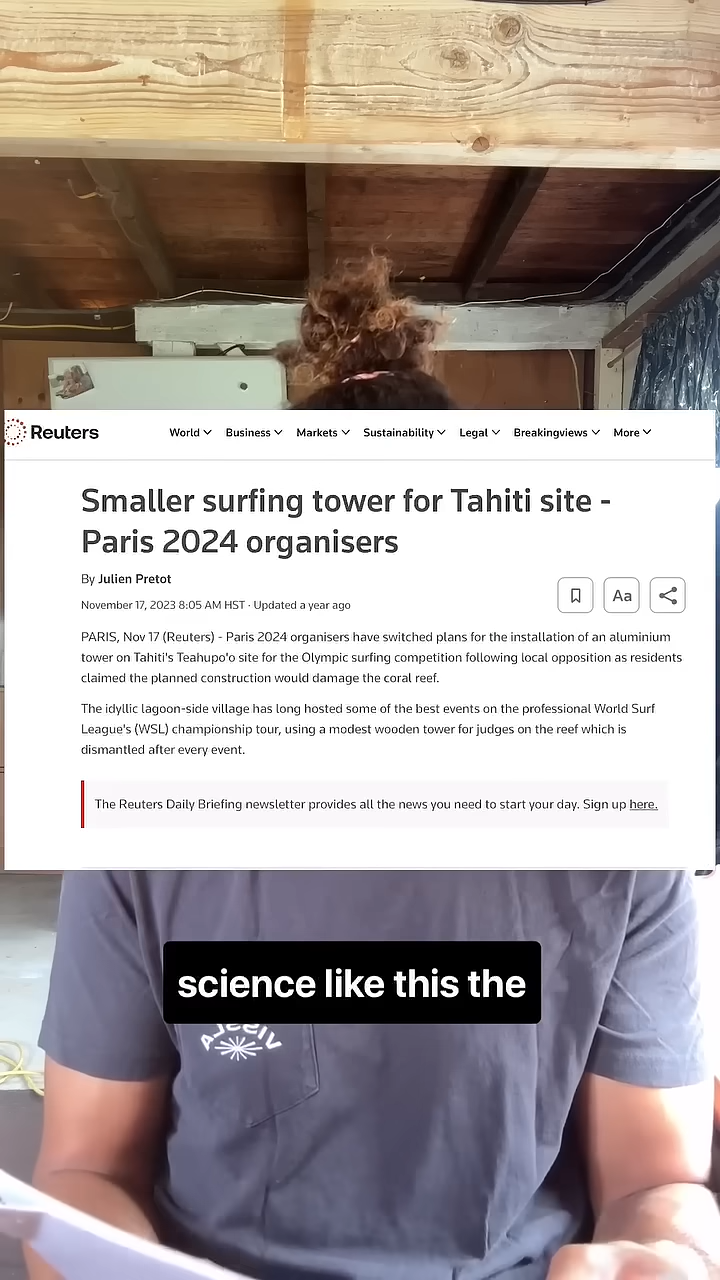 Reuters
World Business Markets Sustainability Legal Breakingviews More
Smaller surfing tower for Tahiti site -
Paris 2024 organisers
By Julien Pretot
November 17, 2023 8:05 AM HST · Updated a year ago
Aa
PARIS, Nov 17 (Reuters) - Paris 2024 organisers have switched plans for the installation of an aluminium
tower on Tahiti's Teahupo'o site for the Olympic surfing competition following local opposition as residents
claimed the planned construction would damage the coral reef.
The idyllic lagoon-side village has long hosted some of the best events on the professional World Surf
League's (WSL) championship tour, using a modest wooden tower for judges on the reef which is
dismantled after every event.
The Reuters Daily Briefing newsletter provides all the news you need to start your day. Sign up here.
science like this the
VISSLA